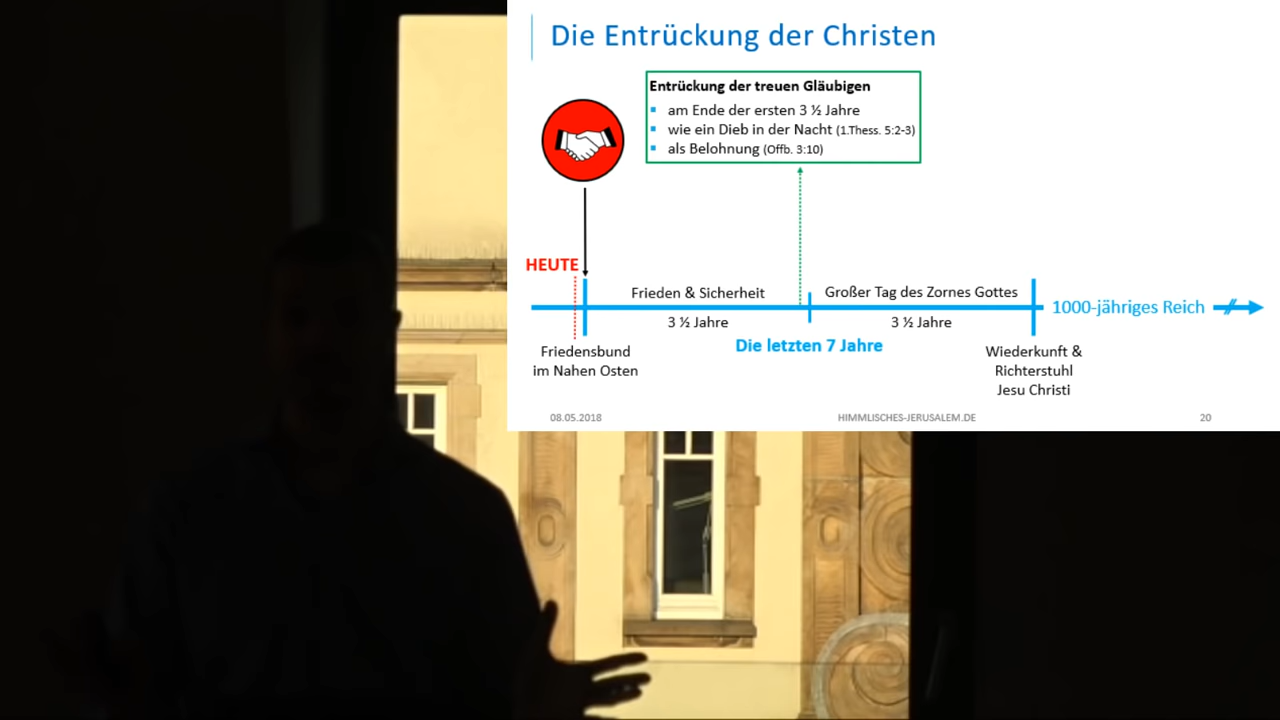 Die Entrückung der Christen
Entrückung der treuen Gläubigen
am Ende der ersten 3 ½ Jahre
wie ein Dieb in der Nacht (1.Thess. 5:2-3)
als Belohnung (Offb. 3:10)
HEUTE
Frieden & Sicherheit
Großer Tag des Zornes Gottes
1000-jähriges Reich
3 ½ Jahre
3 ½ Jahre
Die letzten 7 Jahre
Friedensbund
im Nahen Osten
Wiederkunft &
Richterstuhl
Jesu Christi
08.05.2018
HIMMLISCHES-JERUSALEM.DE
20